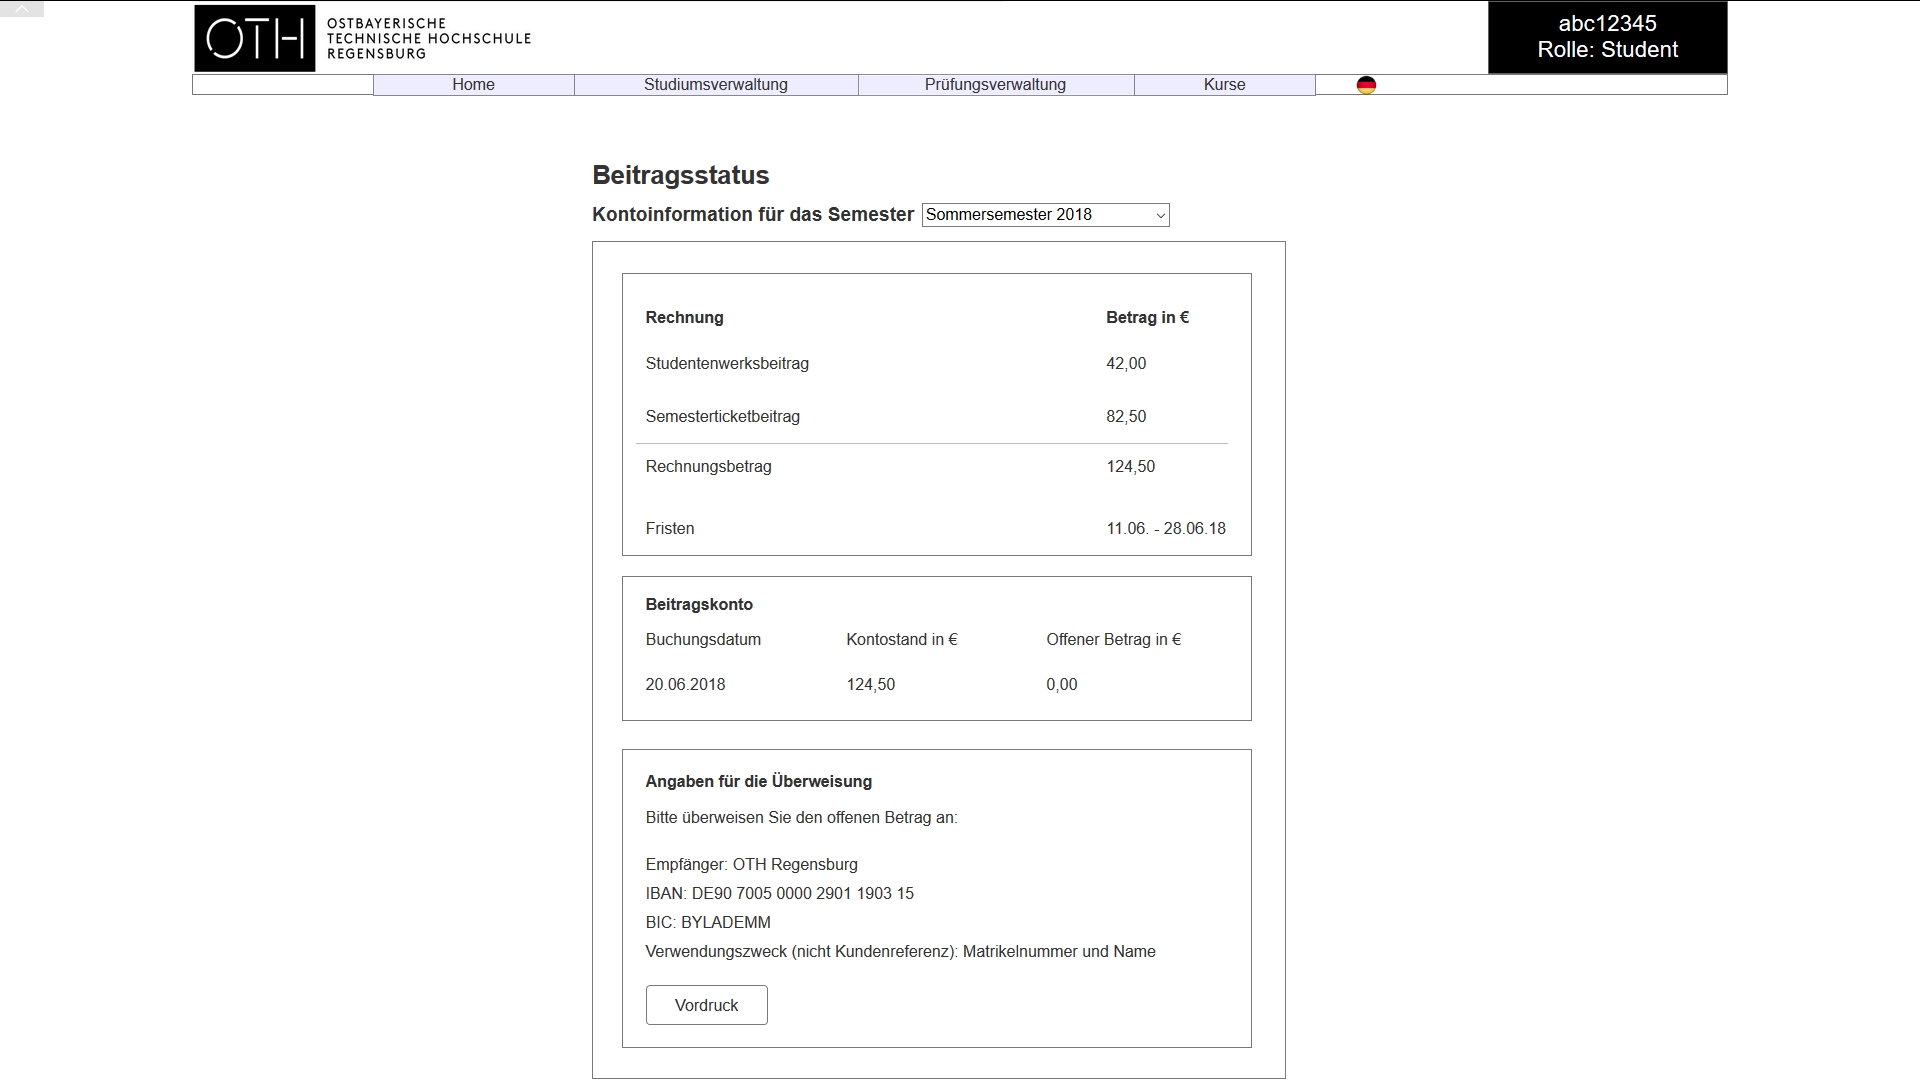 OTH
OSTBAYERISCHE
TECHNISCHE HOCHSCHULE
REGENSBURG
abc12345
Rolle: Student
Home Studiumsverwaltung Prüfungsverwaltung Kurse
Beitragsstatus
Kontoinformation für das Semester Sommersemester 2018
Rechnung Betrag in €
Studentenwerksbeitrag 42,00
Semesterticketbeitrag 82,50
Rechnungsbetrag 124,50
Fristen 11.06. - 28.06.18
Beitragskonto
Buchungsdatum Kontostand in € Offener Betrag in €
20.06.2018 124,50 0,00
Angaben für die Überweisung
Bitte überweisen Sie den offenen Betrag an:
Empfänger: OTH Regensburg
IBAN: DE90 7005 0000 2901 1903 15
BIC: BYLADEMM
Verwendungszweck (nicht Kundenreferenz): Matrikelnummer und Name
Vordruck